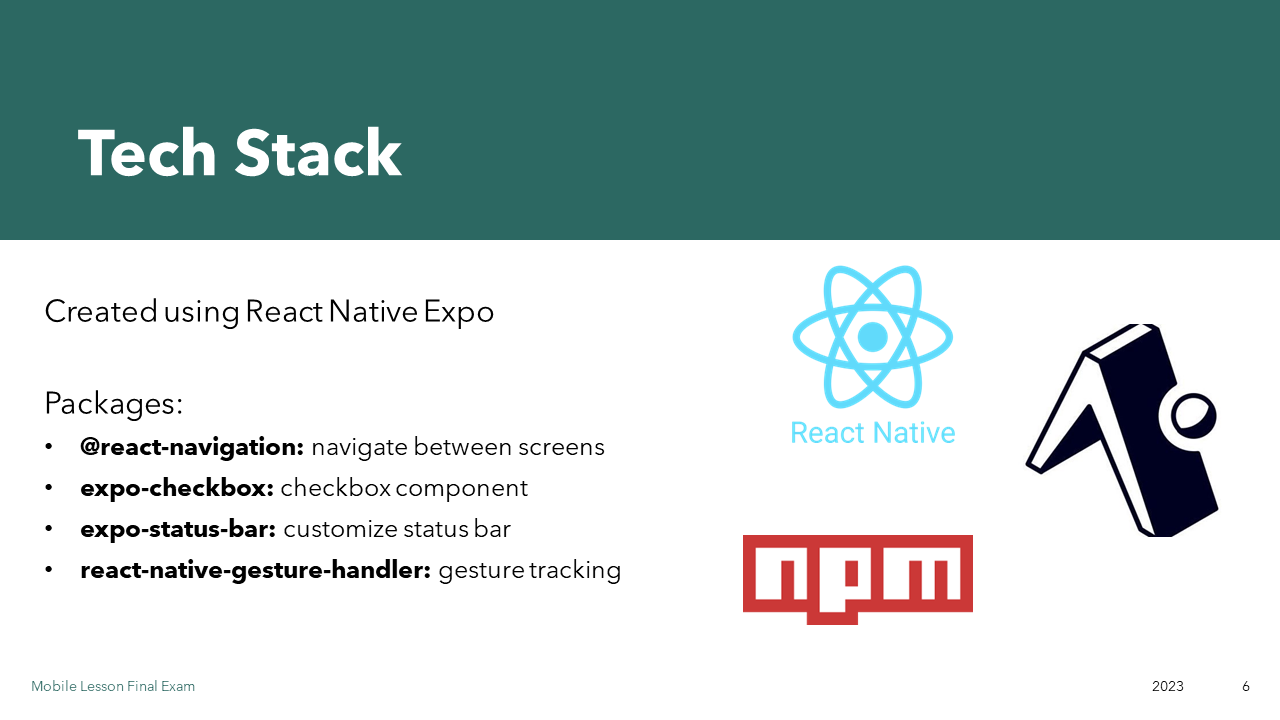 Tech Stack
Created using React Native Expo
Packages:
• @react-navigation: navigate between screens
• expo-checkbox: checkbox component
• expo-status-bar: customize status bar
• react-native-gesture-handler: gesture tracking
React Native
npm
Mobile Lesson Final Exam
2023
6